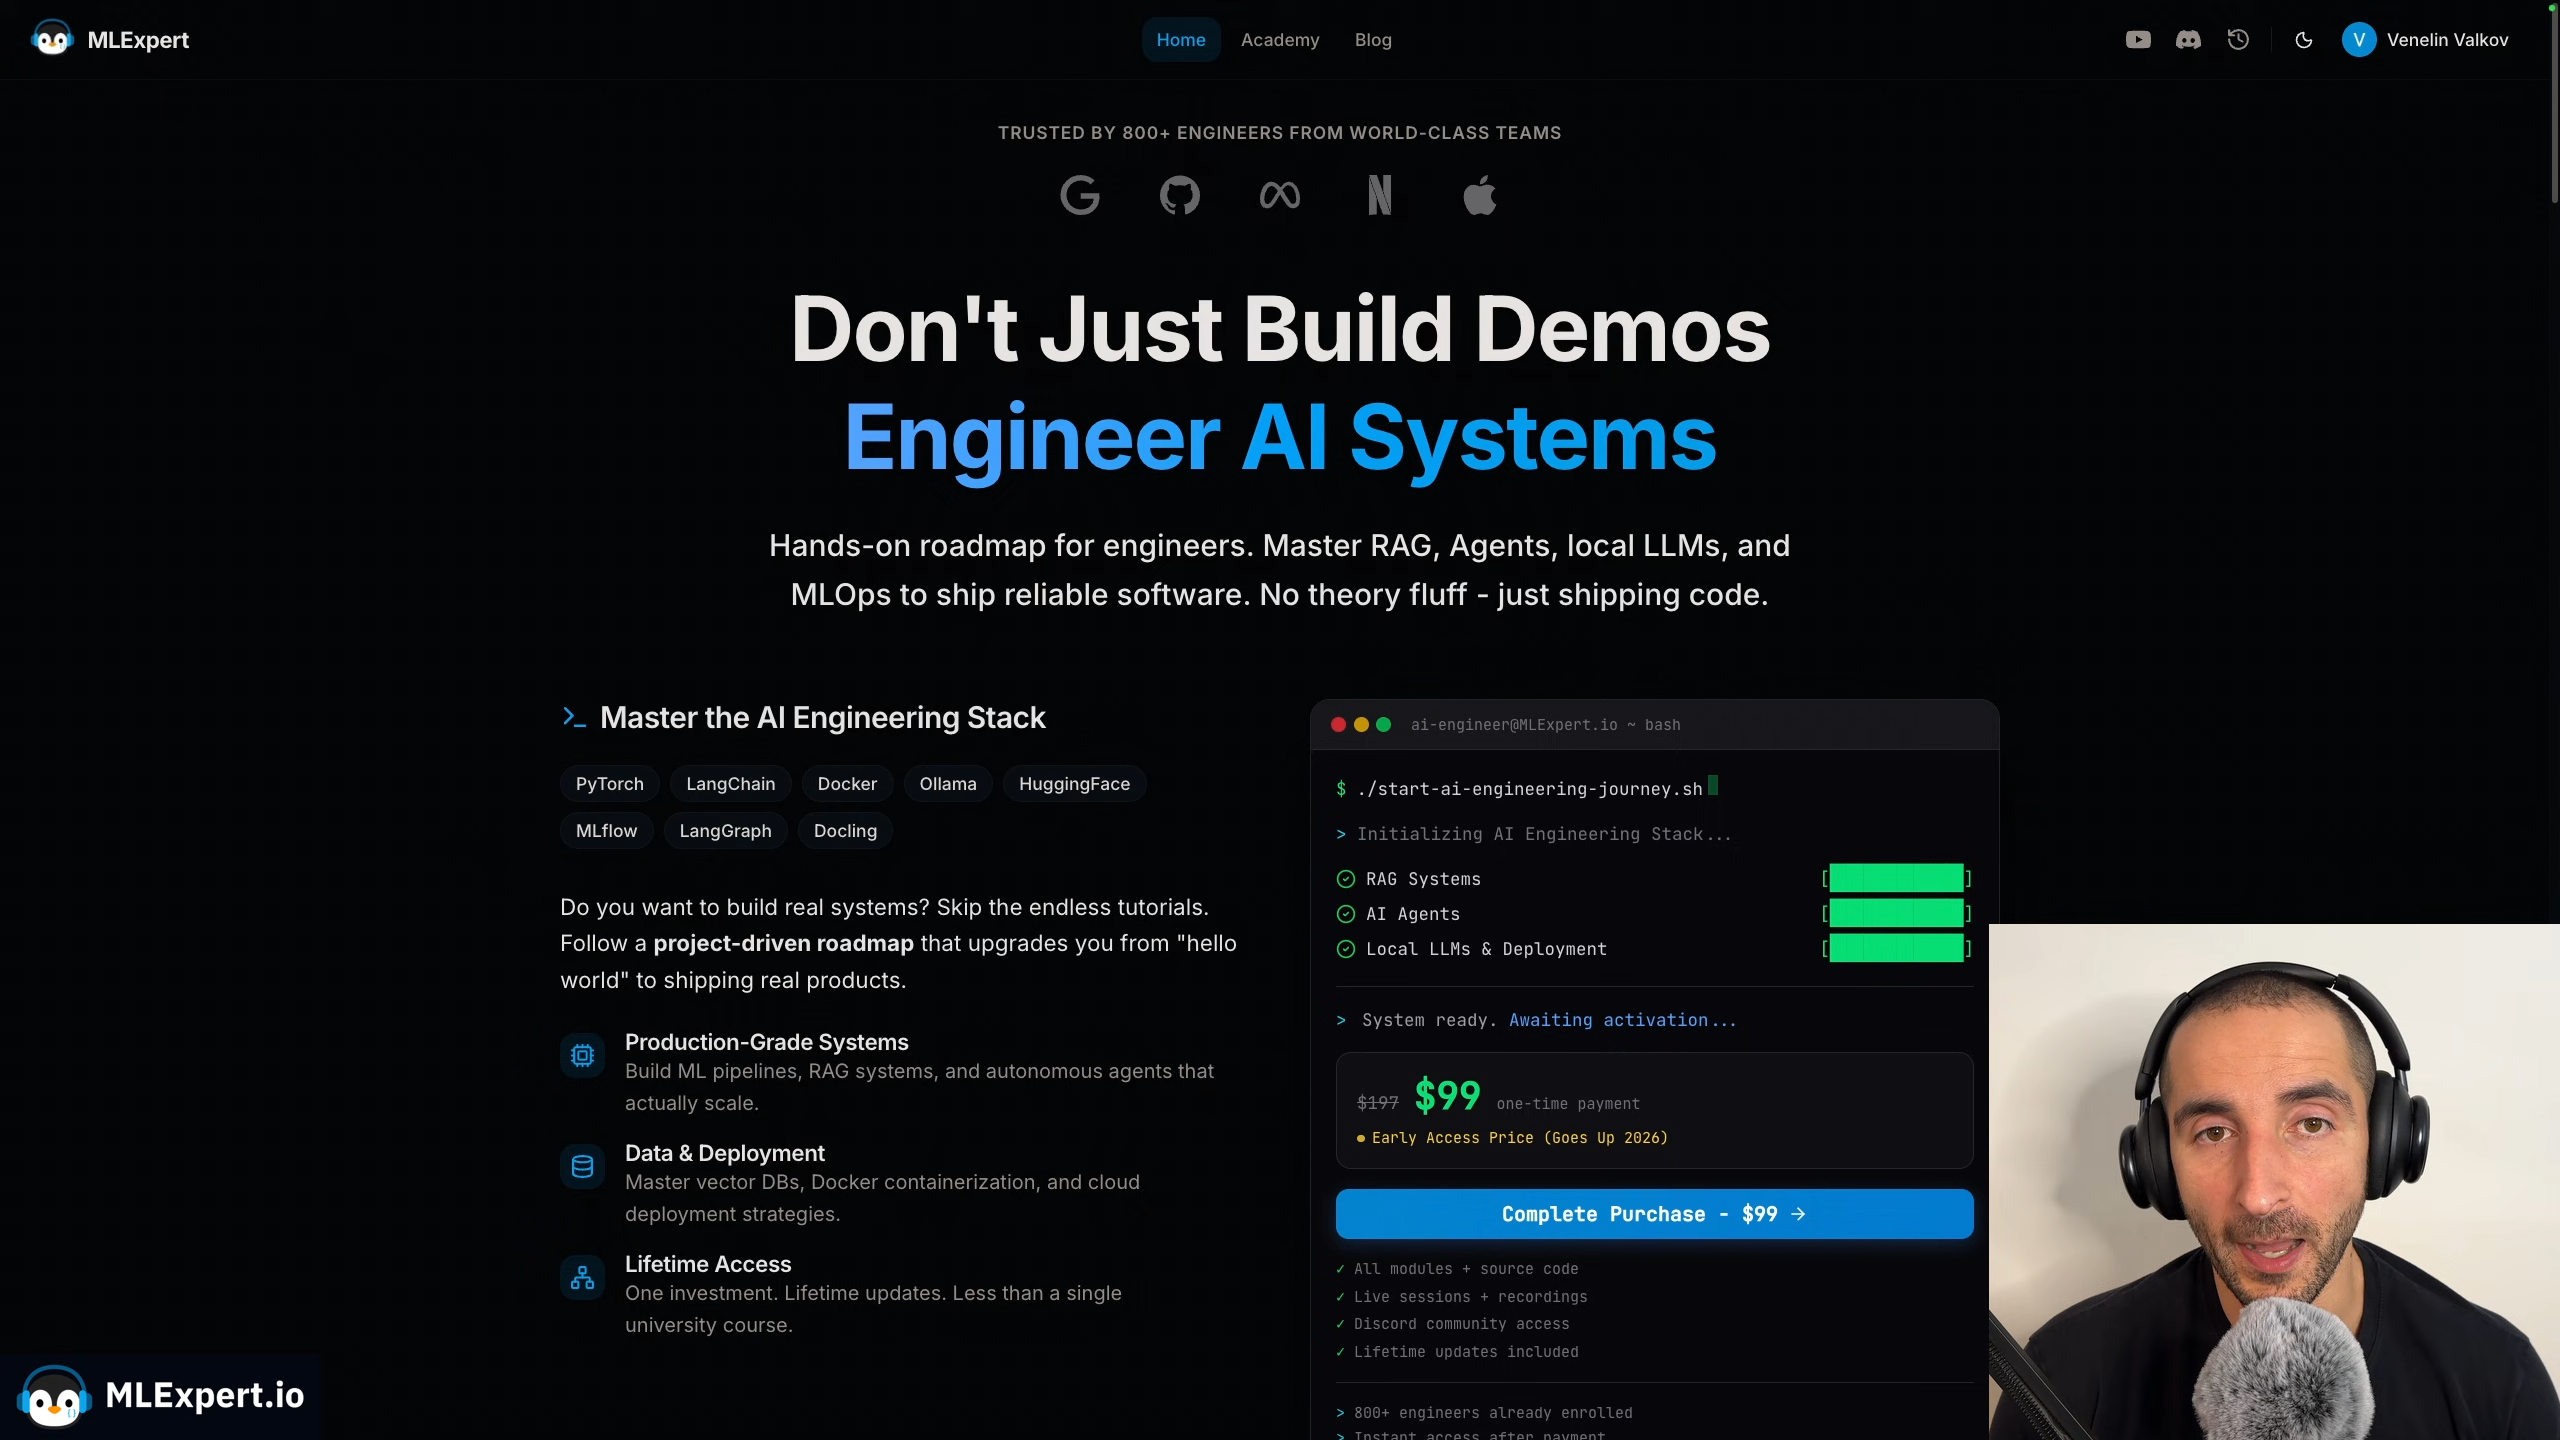 MLExpert
Home
Academy
Blog
V
Venelin Valkov
TRUSTED BY 800+ ENGINEERS FROM WORLD-CLASS TEAMS
Don't Just Build Demos
Engineer AI Systems
Hands-on roadmap for engineers. Master RAG, Agents, local LLMs, and
MLOps to ship reliable software. No theory fluff - just shipping code.
Master the AI Engineering Stack
PyTorch
LangChain
Docker
Ollama
HuggingFace
MLflow
LangGraph
Docling
Do you want to build real systems? Skip the endless tutorials.
Follow a project-driven roadmap that upgrades you from "hello
world" to shipping real products.
Production-Grade Systems
Build ML pipelines, RAG systems, and autonomous agents that
actually scale.
Data & Deployment
Master vector DBs, Docker containerization, and cloud
deployment strategies.
Lifetime Access
One investment. Lifetime updates. Less than a single
university course.
ai-engineer@MLExpert.io ~ bash
$ ./start-ai-engineering-journey.sh
> Initializing AI Engineering Stack...
RAG Systems [ ]
AI Agents [ ]
Local LLMs & Deployment [ ]
> System ready. Awaiting activation...
$197 $99 one-time payment
Early Access Price (Goes Up 2026)
Complete Purchase - $99 →
✓ All modules + source code
✓ Live sessions + recordings
✓ Discord community access
✓ Lifetime updates included
> 800+ engineers already enrolled
> Instant access after payment
MLExpert.io